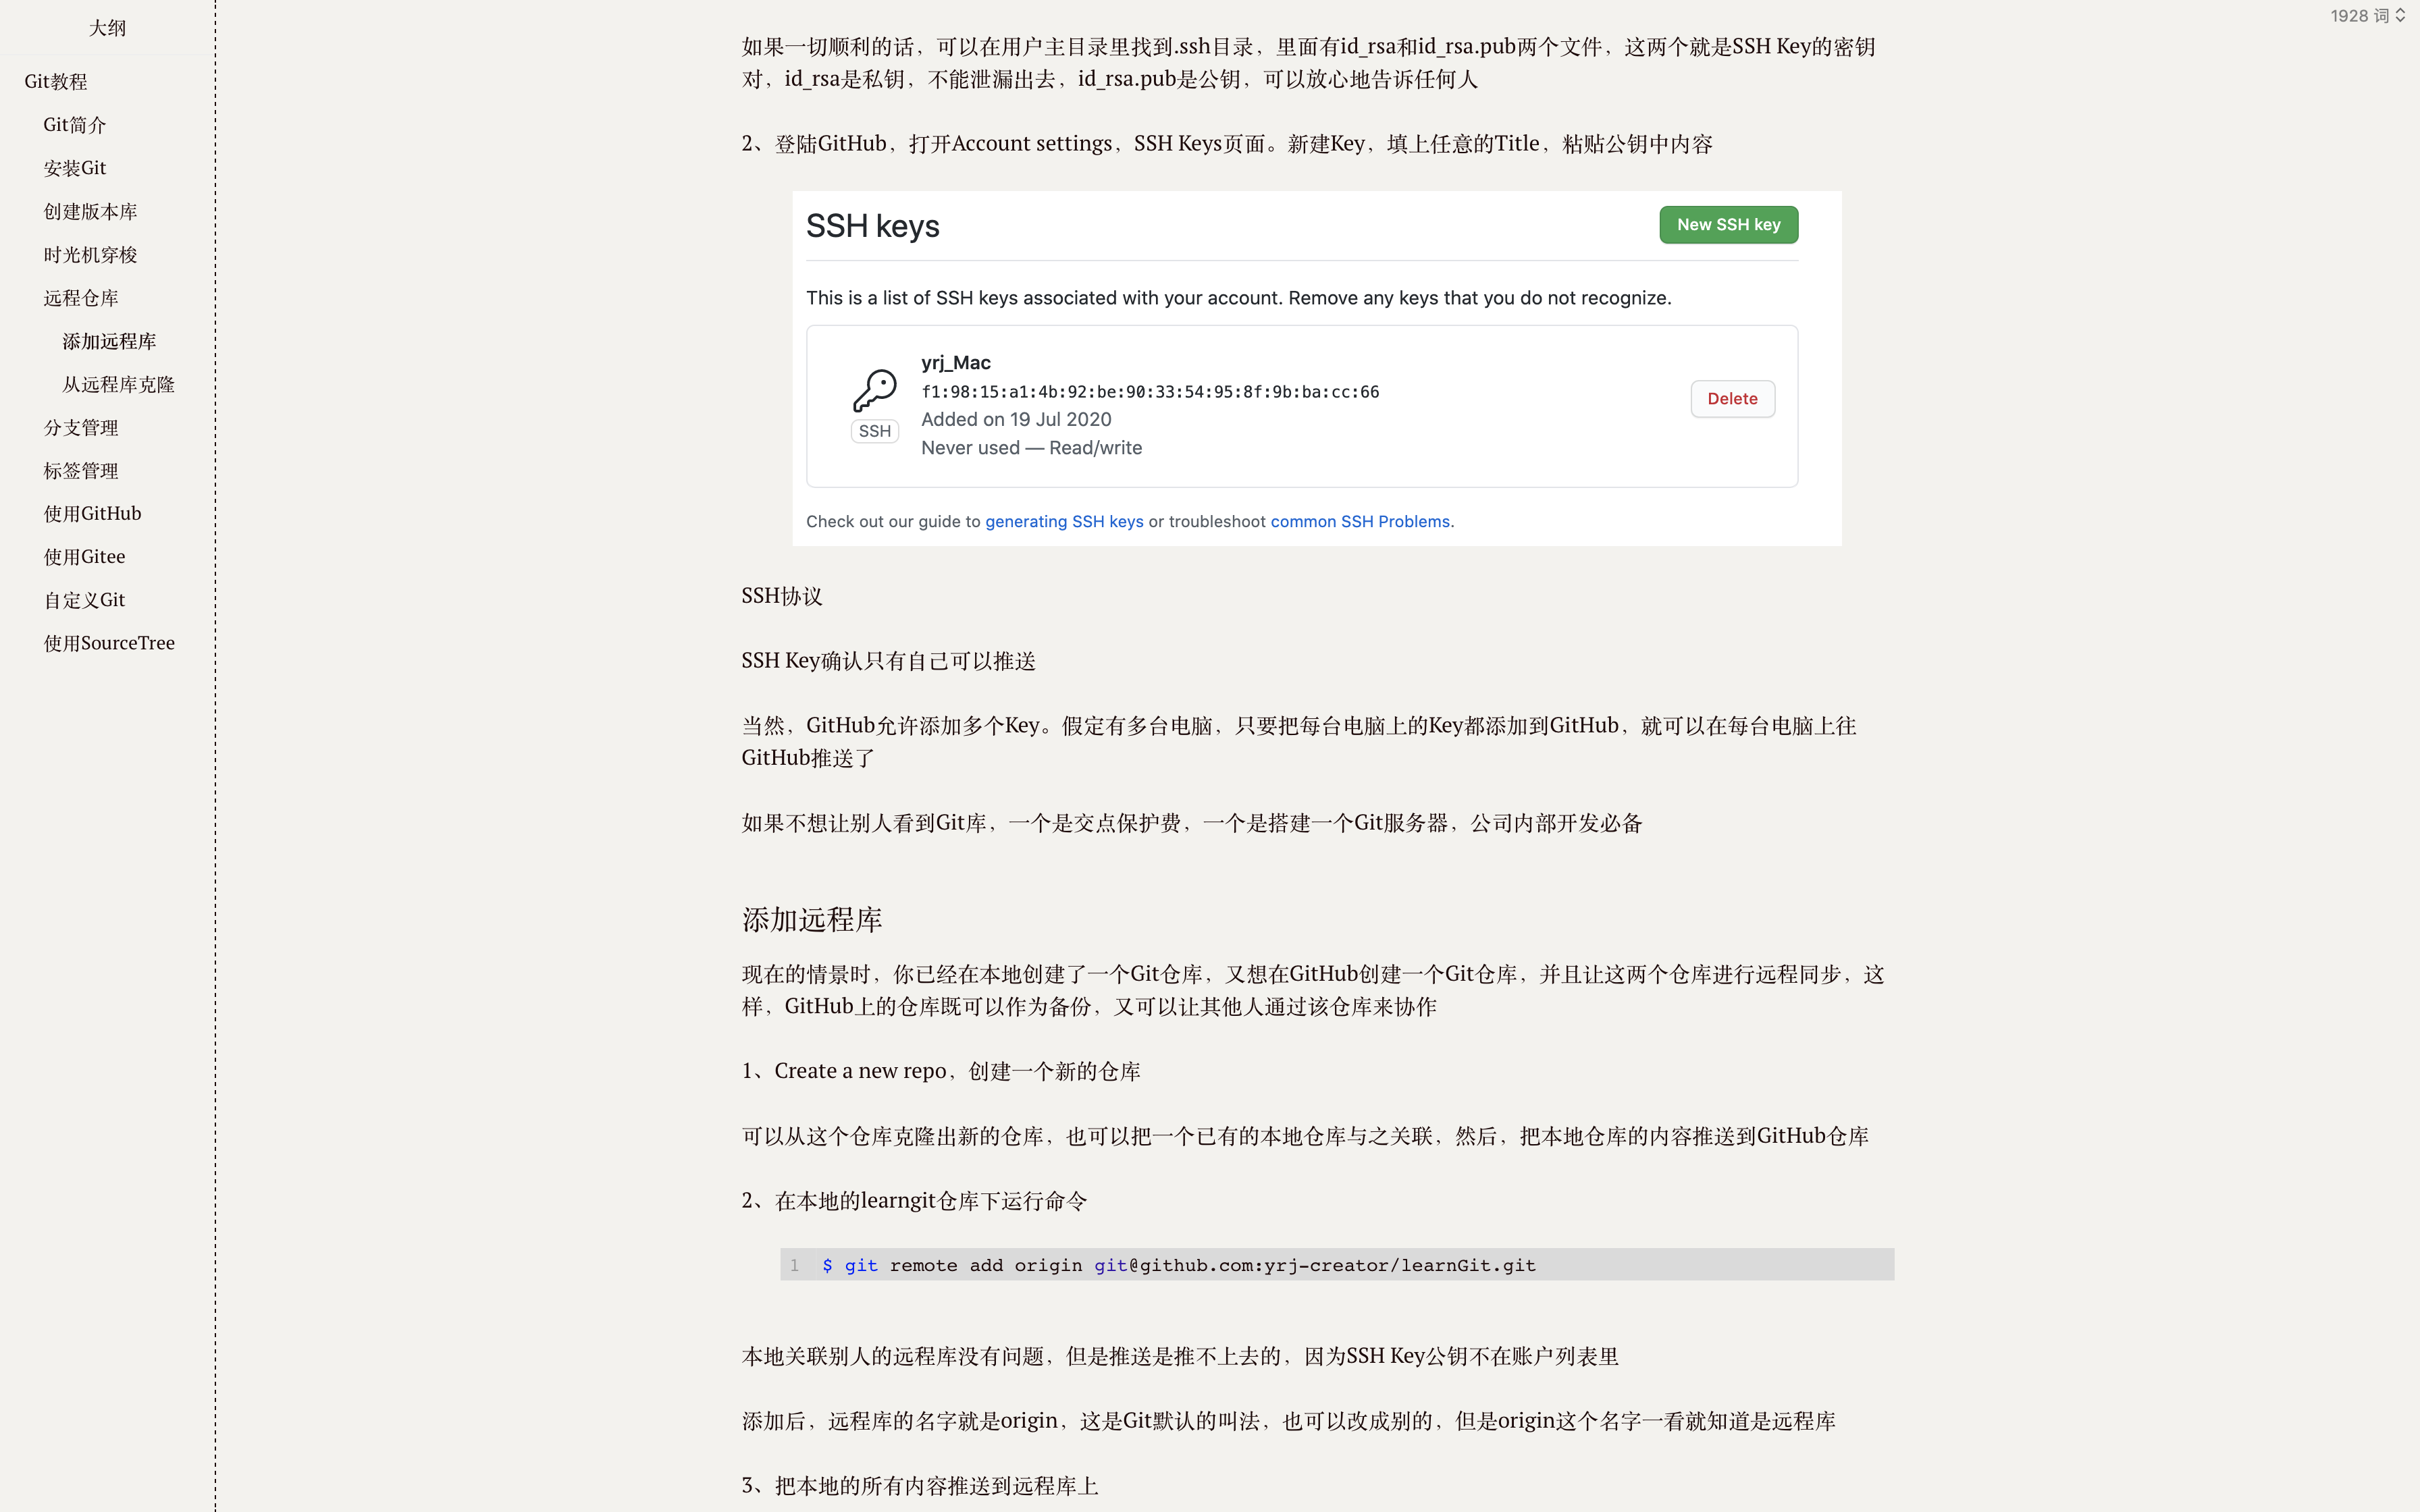 大纲
Git教程
Git简介
安装Git
创建版本库
时光机穿梭
远程仓库
添加远程库
从远程库克隆
分支管理
标签管理
使用GitHub
使用Gitee
自定义Git
使用SourceTree
1928 词
如果一切顺利的话，可以在用户主目录里找到.ssh目录，里面有id_rsa和id_rsa.pub两个文件，这两个就是SSH Key的密钥
对，id_rsa是私钥，不能泄漏出去，id_rsa.pub是公钥，可以放心地告诉任何人
2、登陆GitHub，打开Account settings，SSH Keys页面。新建Key，填上任意的Title，粘贴公钥中内容
SSH keys
New SSH key
This is a list of SSH keys associated with your account. Remove any keys that you do not recognize.
yrj_Mac
f1:98:15:a1:4b:92:be:90:33:54:95:8f:9b:ba:cc:66
Added on 19 Jul 2020
Never used — Read/write
SSH
Delete
Check out our guide to generating SSH keys or troubleshoot common SSH Problems.
SSH协议
SSH Key确认只有自己可以推送
当然，GitHub允许添加多个Key。假定有多台电脑，只要把每台电脑上的Key都添加到GitHub，就可以在每台电脑上往
GitHub推送了
如果不想让别人看到Git库，一个是交点保护费，一个是搭建一个Git服务器，公司内部开发必备
添加远程库
现在的情景时，你已经在本地创建了一个Git仓库，又想在GitHub创建一个Git仓库，并且让这两个仓库进行远程同步，这
样，GitHub上的仓库既可以作为备份，又可以让其他人通过该仓库来协作
1、Create a new repo，创建一个新的仓库
可以从这个仓库克隆出新的仓库，也可以把一个已有的本地仓库与之关联，然后，把本地仓库的内容推送到GitHub仓库
2、在本地的learngit仓库下运行命令
1 $ git remote add origin git@github.com:yrj-creator/learnGit.git
本地关联别人的远程库没有问题，但是推送是推不上去的，因为SSH Key公钥不在账户列表里
添加后，远程库的名字就是origin，这是Git默认的叫法，也可以改成别的，但是origin这个名字一看就知道是远程库
3、把本地的所有内容推送到远程库上